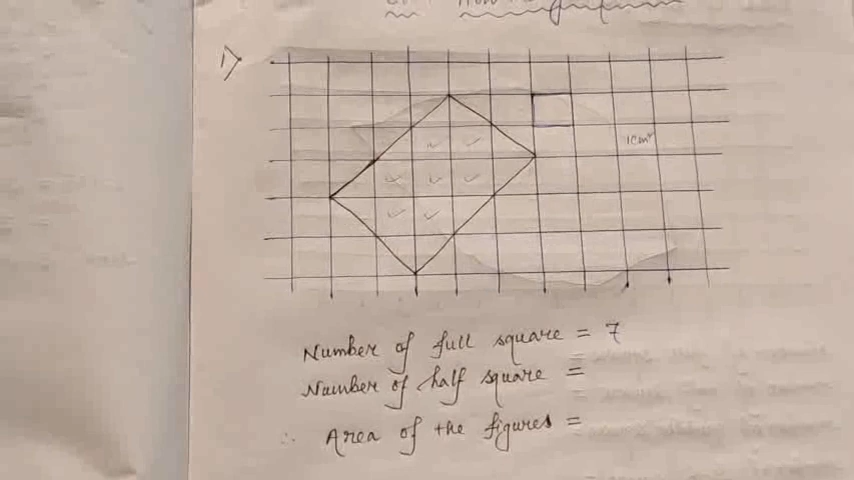 1)
1cm²
Number of full square = 7
Number of half square =
∴ Area of the figures =